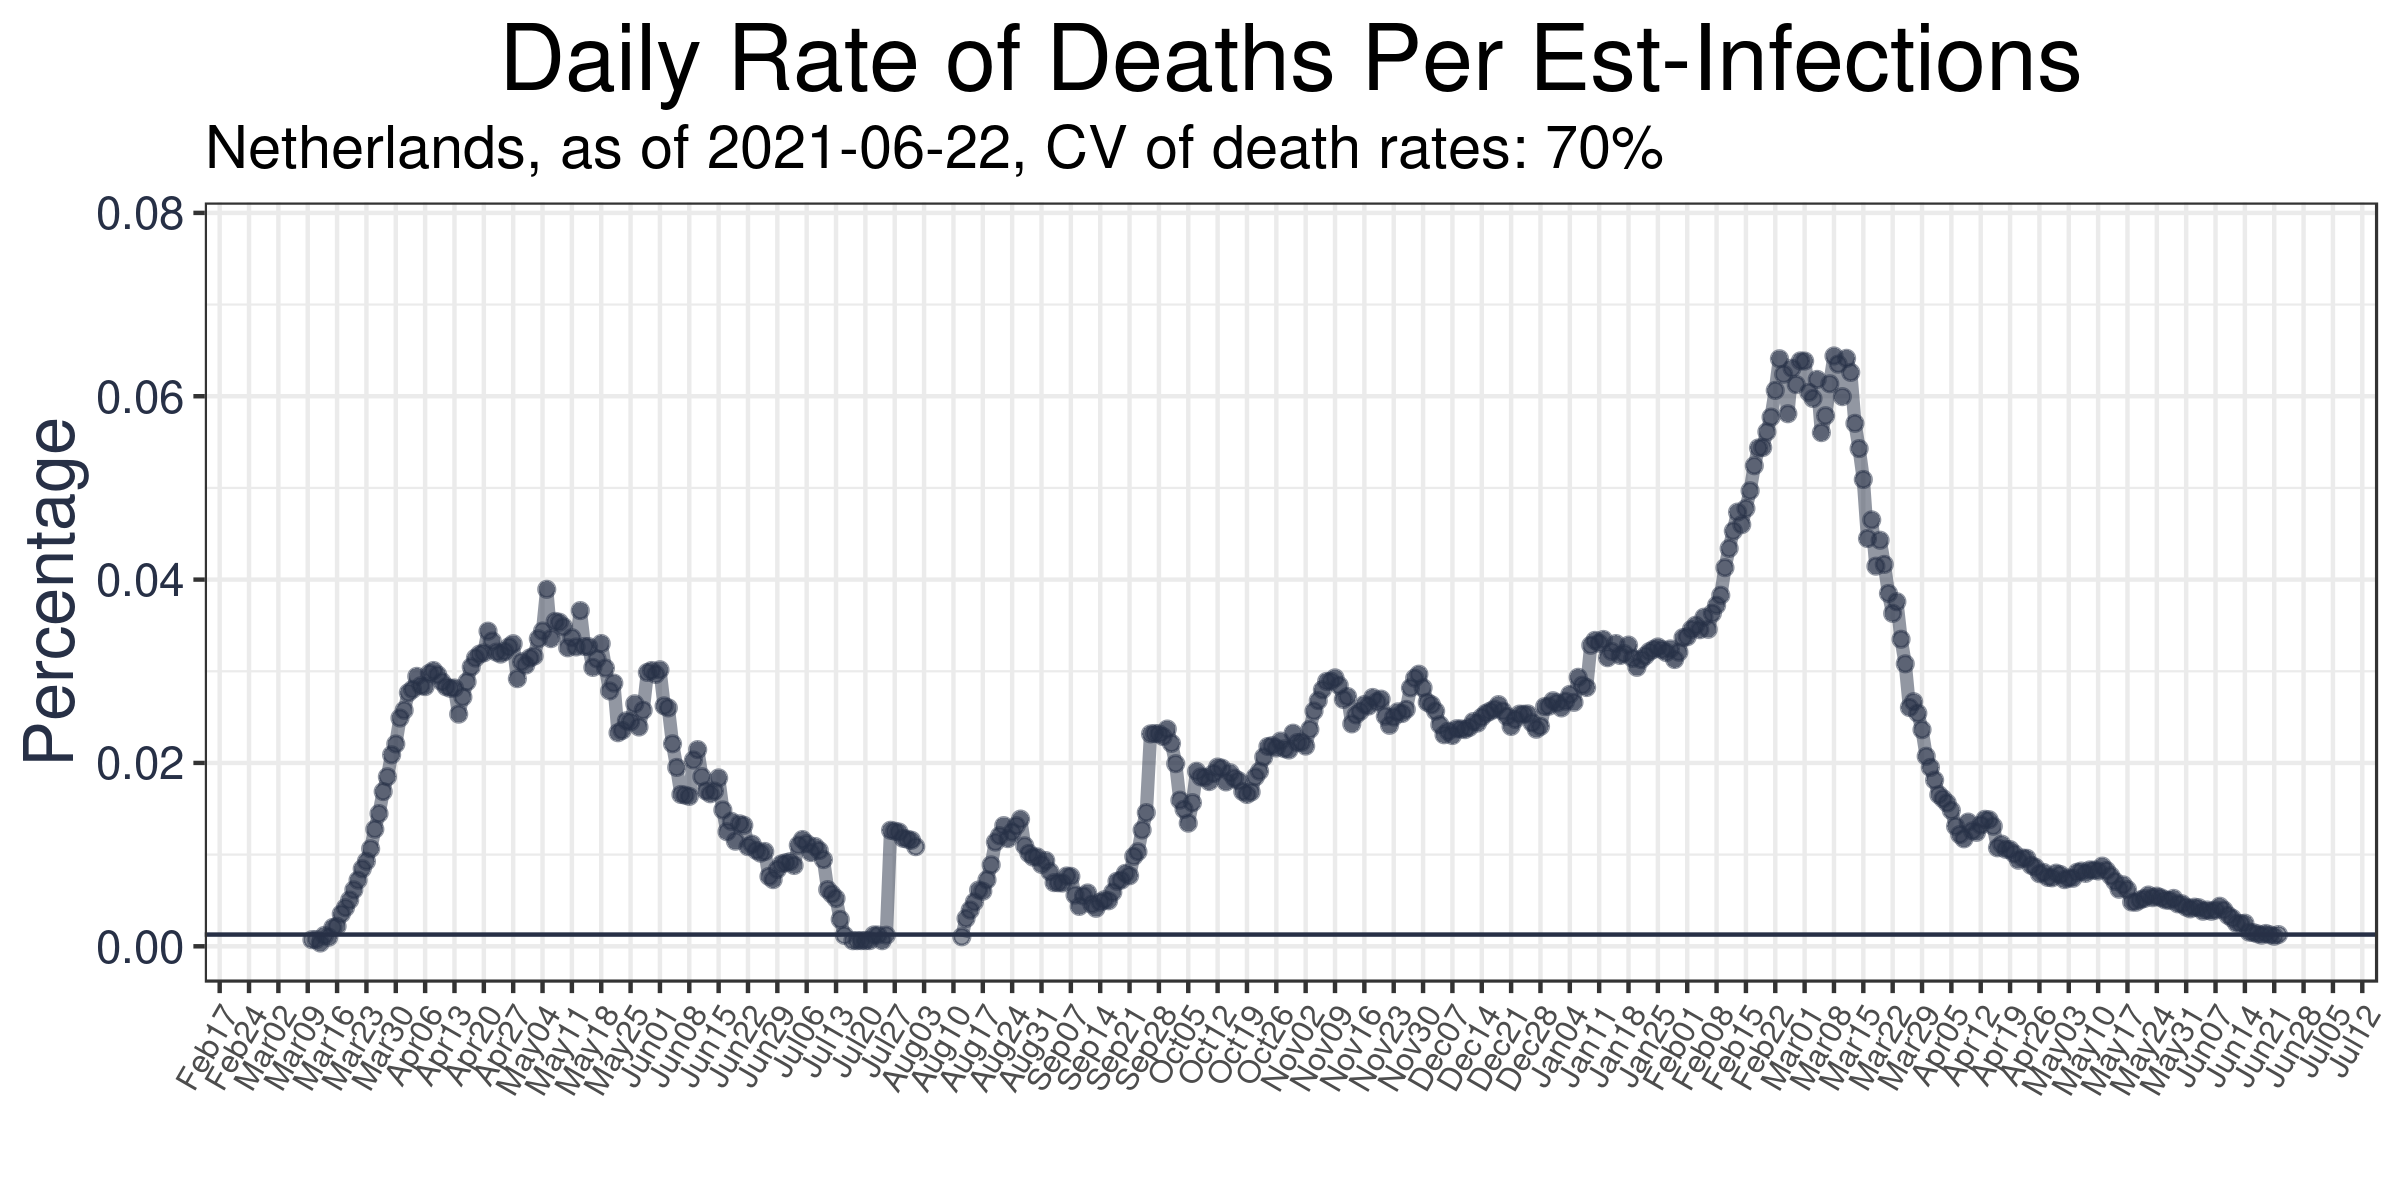 Daily Rate of Deaths Per Est-Infections
Netherlands, as of 2021-06-22, CV of death rates: 70%
Percentage
0.08
0.06
0.04
0.02
0.00
Feb17 Feb24 Mar02 Mar09 Mar16 Mar23 Mar30 Apr06 Apr13 Apr20 Apr27 May04 May11 May18 May25 Jun01 Jun08 Jun15 Jun22 Jun29 Jul06 Jul13 Jul20 Jul27 Aug03 Aug10 Aug17 Aug24 Aug31 Sep07 Sep14 Sep21 Sep28 Oct05 Oct12 Oct19 Oct26 Nov02 Nov09 Nov16 Nov23 Nov30 Dec07 Dec14 Dec21 Dec28 Jan04 Jan11 Jan18 Jan25 Feb01 Feb08 Feb15 Feb22 Mar01 Mar08 Mar15 Mar22 Mar29 Apr05 Apr12 Apr19 Apr26 May03 May10 May17 May24 May31 Jun07 Jun14 Jun21 Jun28 Jul05 Jul12